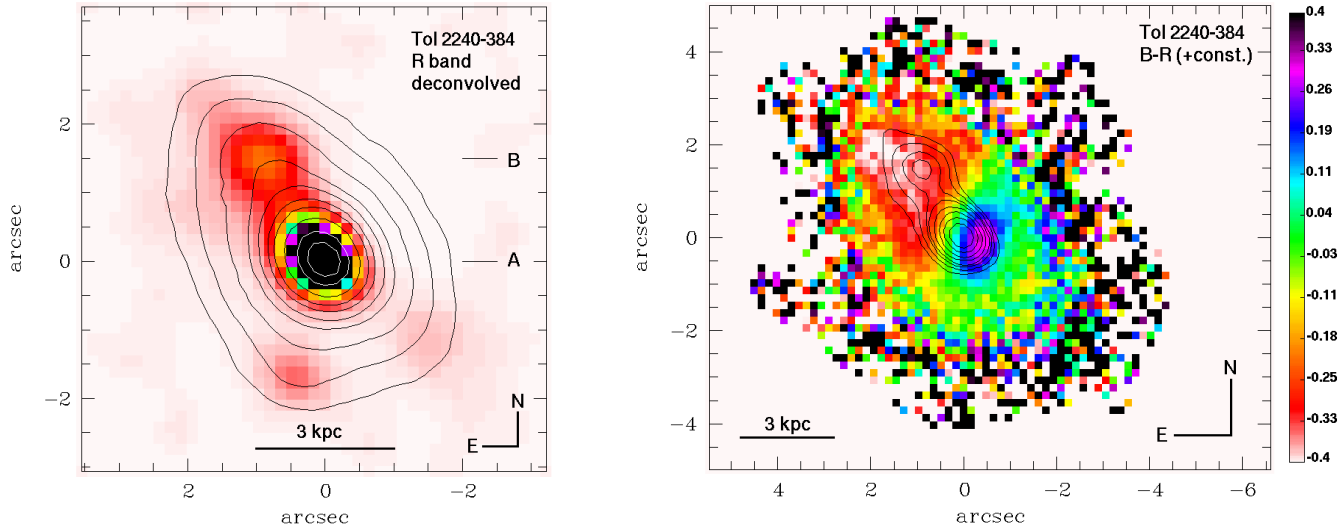 Tol 2240-384
R band
deconvolved
2
0
-2
arcsec
B
A
3 kpc
N
E
2 0 -2
arcsec
Tol 2240-384
B-R (+const.)
4
2
0
-2
-4
arcsec
N
3 kpc
E
4 2 0 -2 -4 -6
arcsec
0.4
0.33
0.26
0.19
0.11
0.04
-0.03
-0.11
-0.18
-0.26
-0.33
-0.4